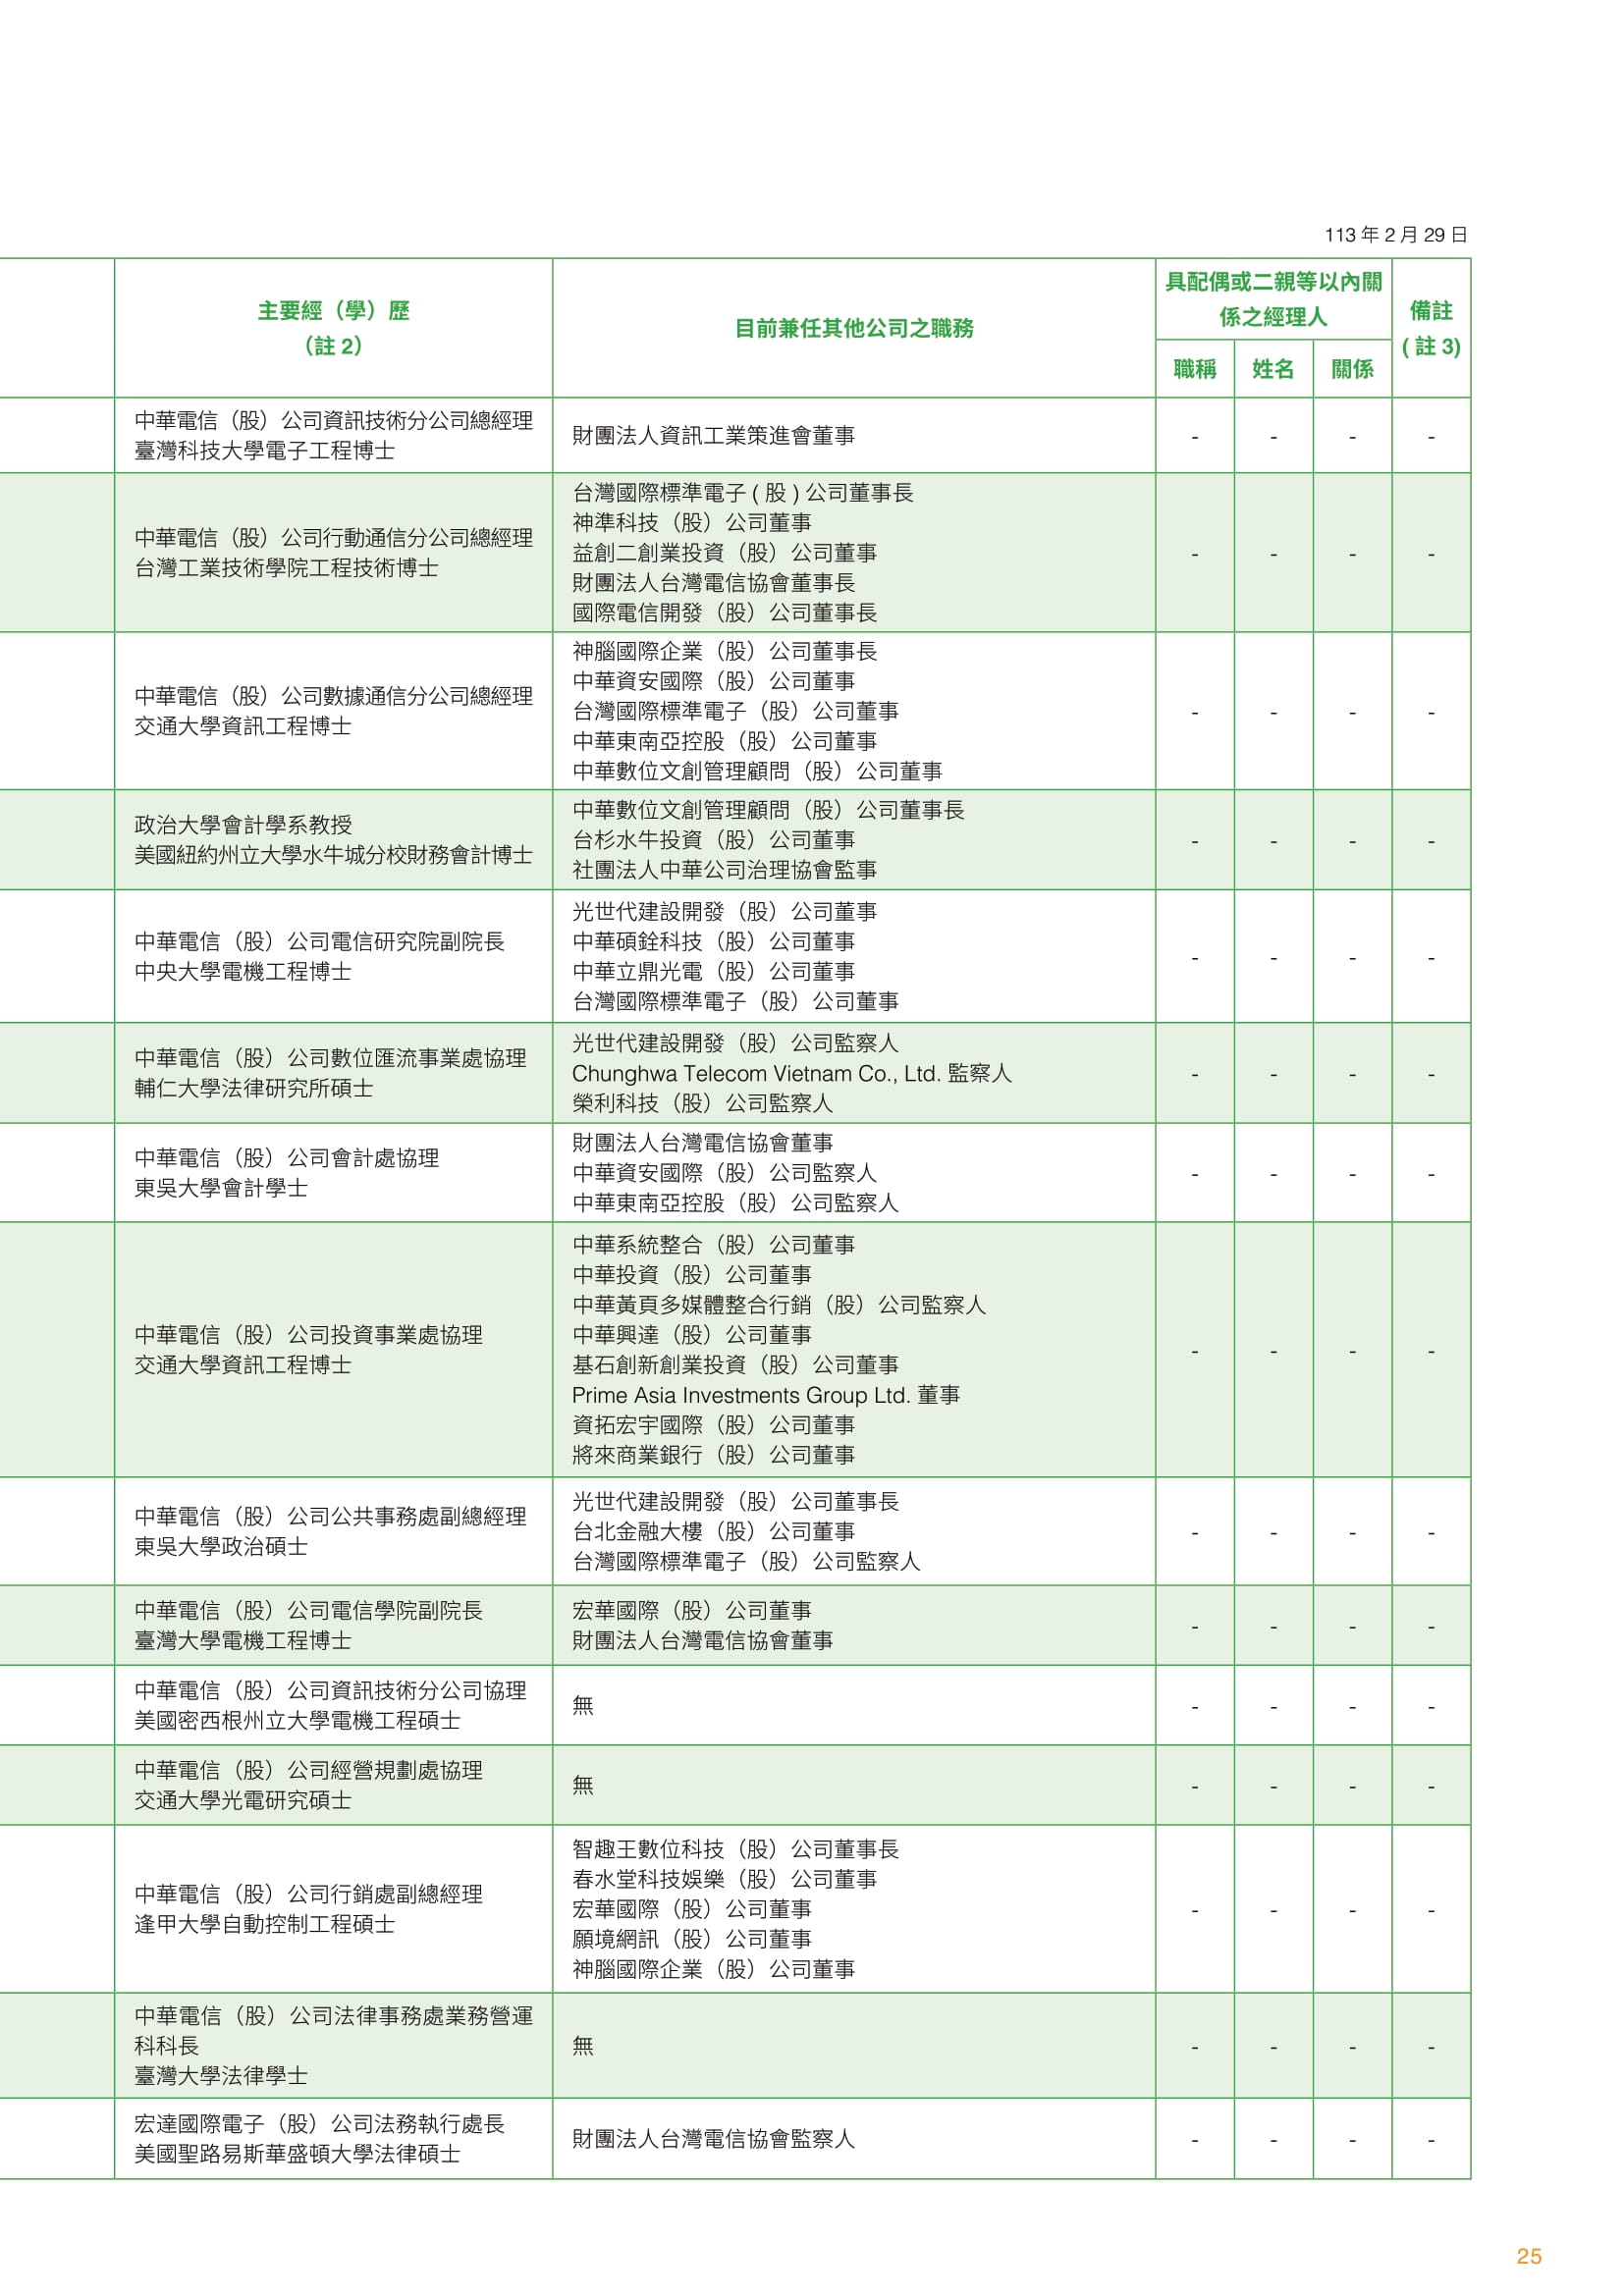 113 年 2 月 29 日
主要經（學）歷
（註 2）
目前兼任其他公司之職務
具配偶或二親等以內關
係之經理人
備註
( 註 3)
職稱
姓名
關係
中華電信（股）公司資訊技術分公司總經理
臺灣科技大學電子工程博士
財團法人資訊工業策進會董事
- - - -
中華電信（股）公司行動通信分公司總經理
台灣工業技術學院工程技術博士
台灣國際標準電子 ( 股 ) 公司董事長
神準科技（股）公司董事
益創二創業投資（股）公司董事
財團法人台灣電信協會董事長
國際電信開發（股）公司董事長
- - - -
中華電信（股）公司數據通信分公司總經理
交通大學資訊工程博士
神腦國際企業（股）公司董事長
中華資安國際（股）公司董事
台灣國際標準電子（股）公司董事
中華東南亞控股（股）公司董事
中華數位文創管理顧問（股）公司董事
- - - -
政治大學會計學系教授
美國紐約州立大學水牛城分校財務會計博士
中華數位文創管理顧問（股）公司董事長
台杉水牛投資（股）公司董事
社團法人中華公司治理協會監事
- - - -
中華電信（股）公司電信研究院副院長
中央大學電機工程博士
光世代建設開發（股）公司董事
中華碩銓科技（股）公司董事
中華立鼎光電（股）公司董事
台灣國際標準電子（股）公司董事
- - - -
中華電信（股）公司數位匯流事業處協理
輔仁大學法律研究所碩士
光世代建設開發（股）公司監察人
Chunghwa Telecom Vietnam Co., Ltd. 監察人
榮利科技（股）公司監察人
- - - -
中華電信（股）公司會計處協理
東吳大學會計學士
財團法人台灣電信協會董事
中華資安國際（股）公司監察人
中華東南亞控股（股）公司監察人
- - - -
中華電信（股）公司投資事業處協理
交通大學資訊工程博士
中華系統整合（股）公司董事
中華投資（股）公司董事
中華黃頁多媒體整合行銷（股）公司監察人
中華興達（股）公司董事
基石創新創業投資（股）公司董事
Prime Asia Investments Group Ltd. 董事
資拓宏宇國際（股）公司董事
將來商業銀行（股）公司董事
- - - -
中華電信（股）公司公共事務處副總經理
東吳大學政治碩士
光世代建設開發（股）公司董事長
台北金融大樓（股）公司董事
台灣國際標準電子（股）公司監察人
- - - -
中華電信（股）公司電信學院副院長
臺灣大學電機工程博士
宏華國際（股）公司董事
財團法人台灣電信協會董事
- - - -
中華電信（股）公司資訊技術分公司協理
美國密西根州立大學電機工程碩士
無
- - - -
中華電信（股）公司經營規劃處協理
交通大學光電研究碩士
無
- - - -
中華電信（股）公司行銷處副總經理
逢甲大學自動控制工程碩士
智趣王數位科技（股）公司董事長
春水堂科技娛樂（股）公司董事
宏華國際（股）公司董事
願境網訊（股）公司董事
神腦國際企業（股）公司董事
- - - -
中華電信（股）公司法律事務處業務營運
科科長
臺灣大學法律學士
無
- - - -
宏達國際電子（股）公司法務執行處長
美國聖路易斯華盛頓大學法律碩士
財團法人台灣電信協會監察人
- - - -
25